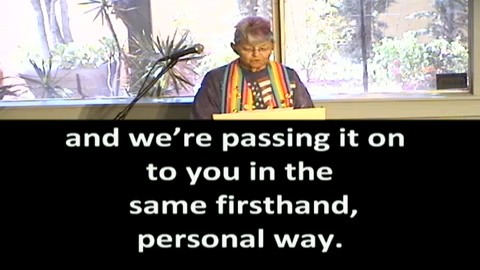 and we're passing it on
to you in the
same firsthand,
personal way.